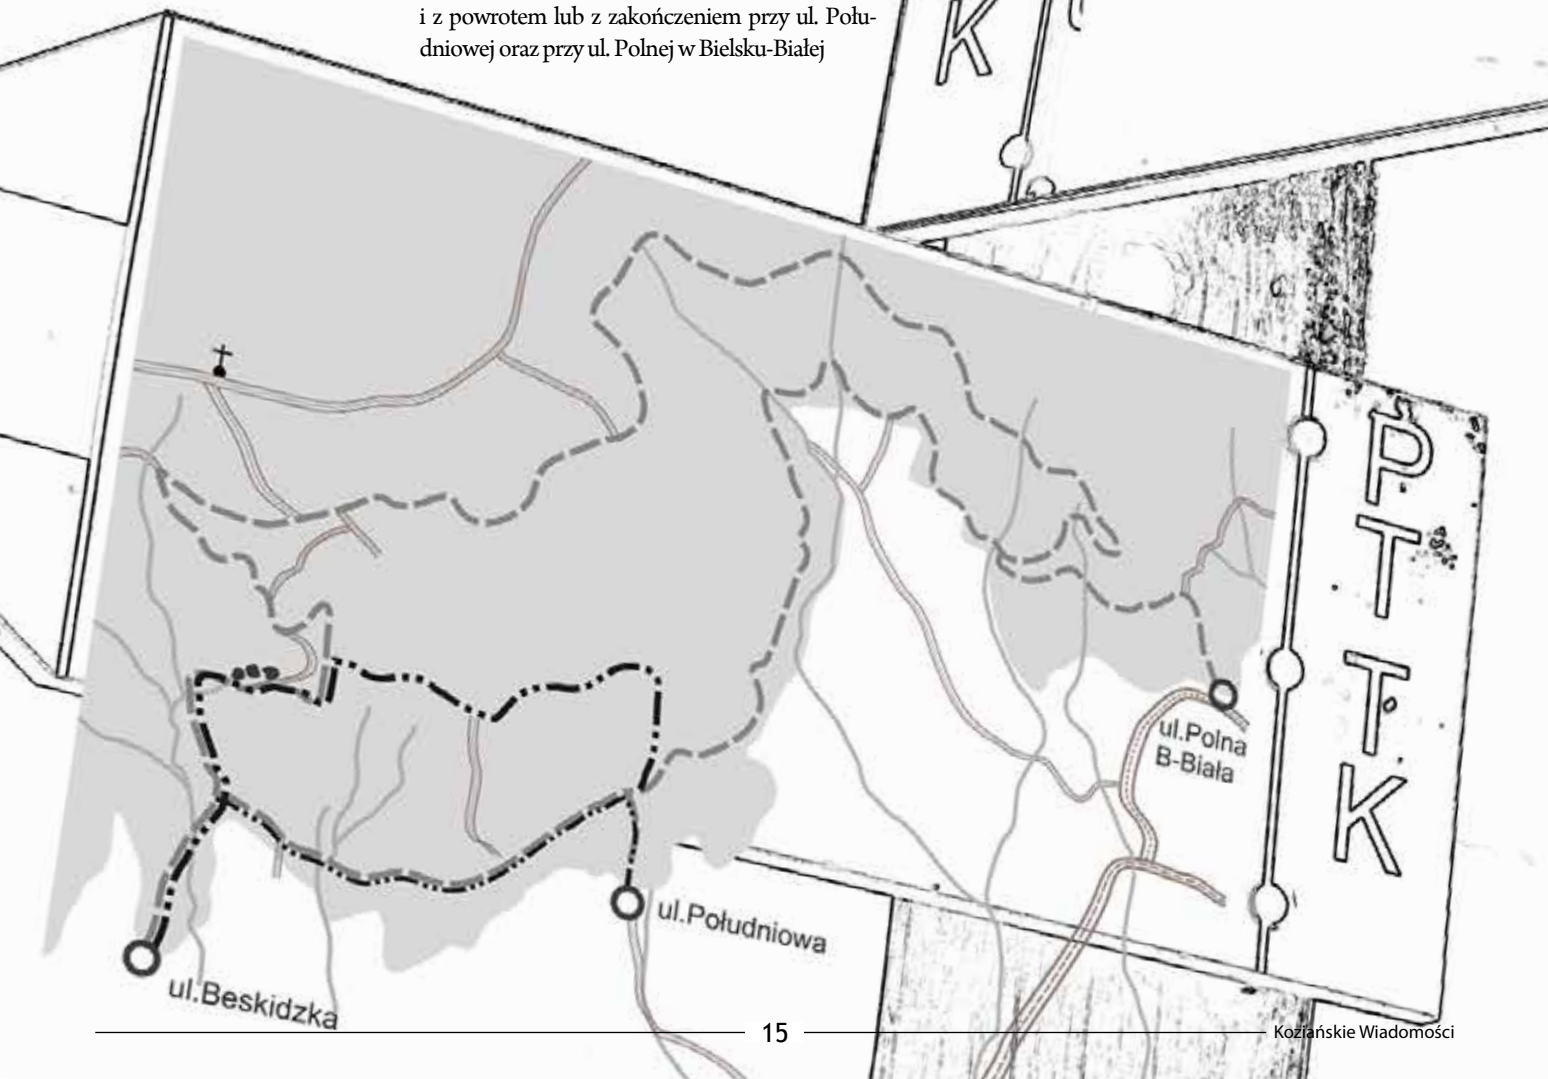 i z powrotem lub z zakończeniem przy ul. Połu-
dniowej oraz przy ul. Polnej w Bielsku-Białej
K
PTTK
ul.Polna
B-Biała
ul.Południowa
ul.Beskidzka
15
Koziańskie Wiadomości